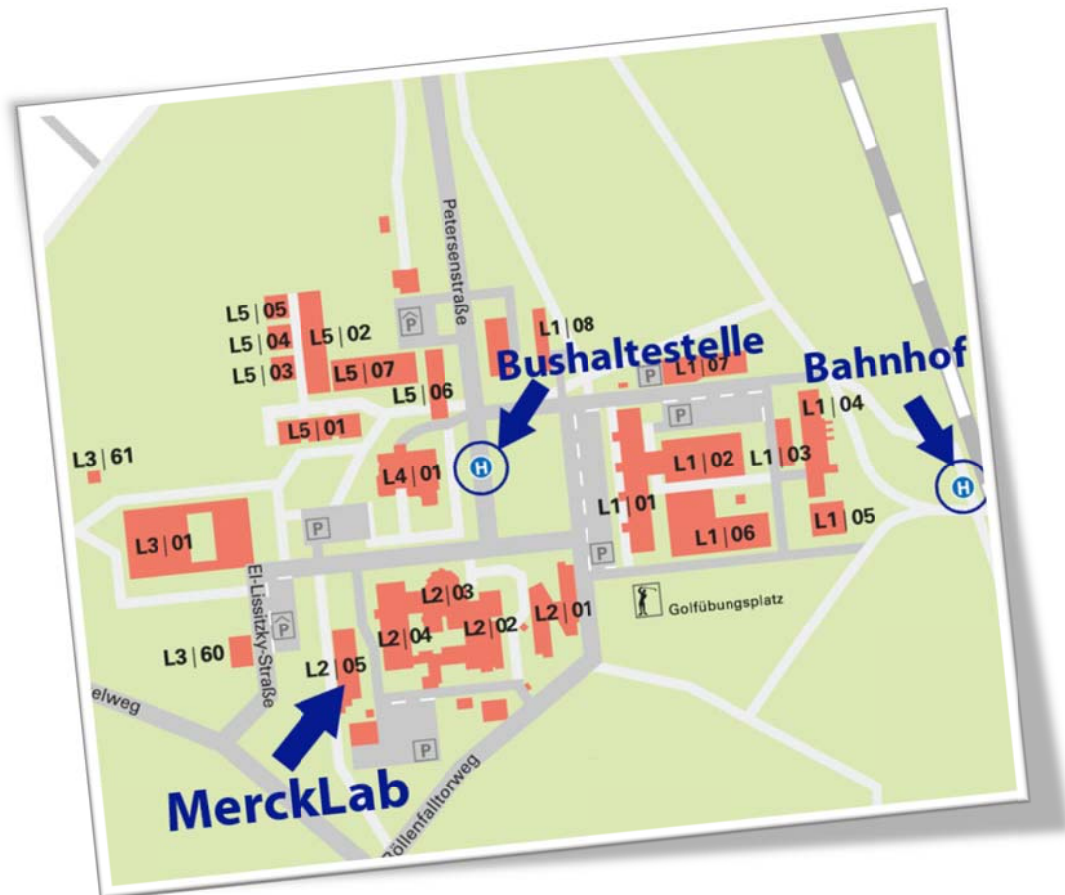 Petersenstraße
L5 | 05
L5 | 02
L5 | 04
L5 | 03
L5 | 07
L5 | 06
L5 | 01
P
L1 | 08
Bushaltestelle
P
L1 | 07
P
Bahnhof
L1 | 04
L3 | 61
L4 | 01
H
L1 | 02
L1 | 03
L1 | 01
L1 | 06
L1 | 05
H
L3 | 01
P
P
El-Lissitzky-Straße
P
L2 | 03
L2 | 04
L2 | 02
L2 | 01
Golfübungsplatz
L3 | 60
L2 | 05
elweg
P
MerckLab
öllenfalltorweg